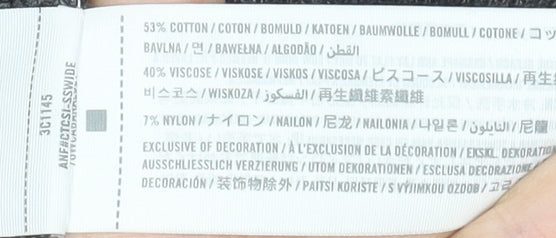 53% COTTON / COTON / BOMULD / KATOEN / BAUMWOLLE / BOMULL / COTONE / コッ
BAVLNA / 면 / BAWEŁNA / ALGODÃO / القطن
40% VISCOSE / VISKOSE / VISKOS / VISCOSA / ビスコース / VISCOSILLA / 再生
비스코스 / WISKOZA / الفسكوز / 再生纖維素纖維
7% NYLON / ナイロン / NAILON / 尼龙 / NAILONIA / 나일론 / النايلون / 尼龍
EXCLUSIVE OF DECORATION / À L'EXCLUSION DE LA DÉCORATION / EKSKL. DEKORATION
AUSSCHLIESSLICH VERZIERUNG / UTOM DEKORATIONEN / ESCLUSA DECORAZIONE
DECORACIÓN / 装饰物除外 / PAITSI KORISTE / S VÝJIMKOU OZDOB / 고리
3C1145
ANF#CTCSI-SSWIDE